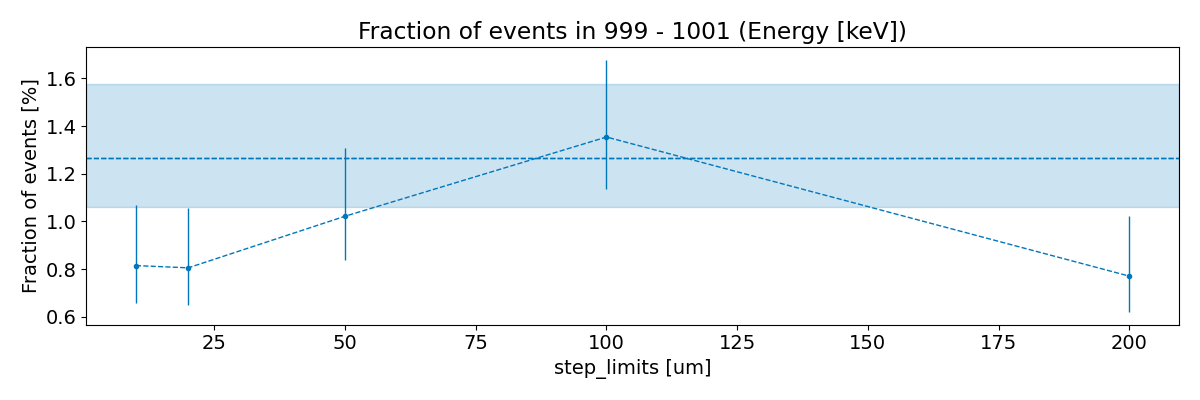 Fraction of events in 999 - 1001 (Energy [keV])
Fraction of events [%]
1.6
1.4
1.2
1.0
0.8
0.6
25 50 75 100 125 150 175 200
step_limits [um]